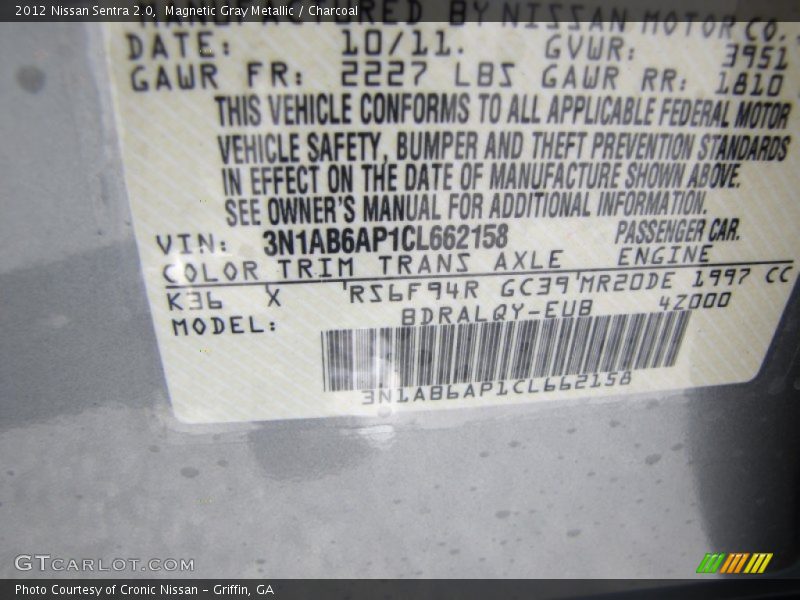 2012 Nissan Sentra 2.0, Magnetic Gray Metallic / Charcoal
MANUFACTURED BY NISSAN MOTOR CO.
DATE: 10/11. GVWR: 3951
GAWR FR: 2227 LBS GAWR RR: 1810
THIS VEHICLE CONFORMS TO ALL APPLICABLE FEDERAL MOTOR
VEHICLE SAFETY, BUMPER AND THEFT PREVENTION STANDARDS
IN EFFECT ON THE DATE OF MANUFACTURE SHOWN ABOVE.
SEE OWNER'S MANUAL FOR ADDITIONAL INFORMATION.
VIN: 3N1AB6AP1CL662158 PASSENGER CAR.
COLOR TRIM TRANS AXLE ENGINE
K36 X 'RS6F94R GC39'MR20DE 1997 CC
MODEL: BDRALQY-EUB 4Z000
3N1AB6AP1CL662158
GTCARLOT.COM
Photo Courtesy of Cronic Nissan - Griffin, GA